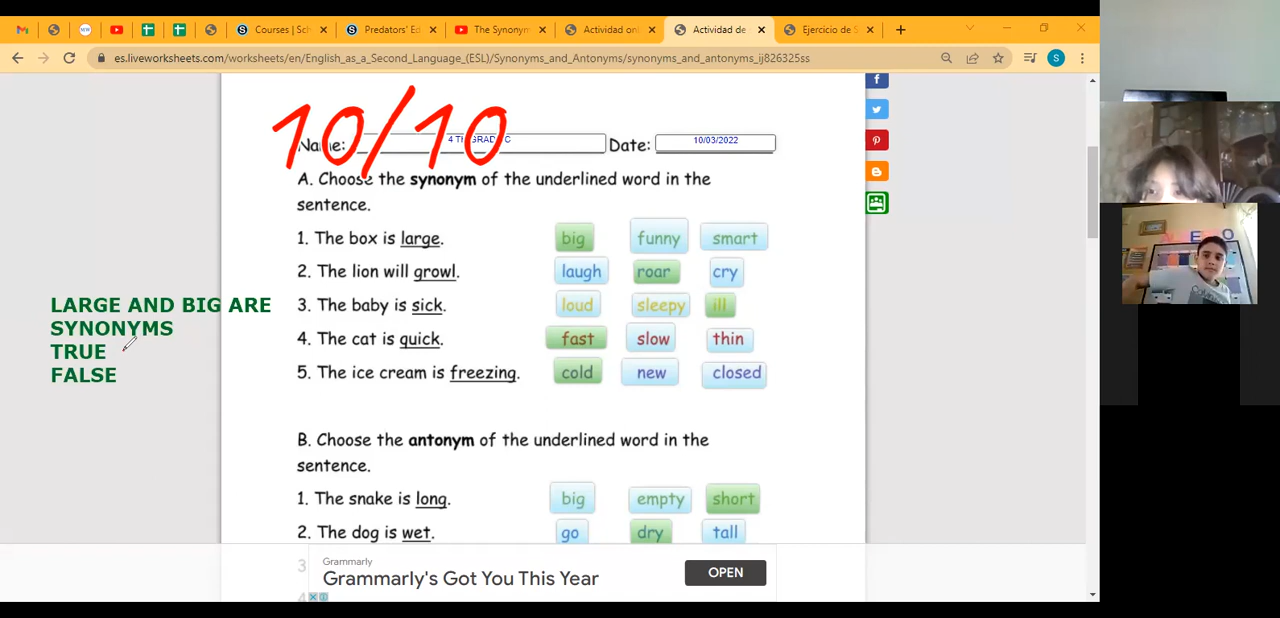 Courses | Sch
Predators' Ed
The Synonym
Actividad on
Actividad de
Ejercicio de S
es.liveworksheets.com/worksheets/en/English_as_a_Second_Language_(ESL)/Synonyms_and_Antonyms/synonyms_and_antonyms_ij826325ss
10/10
Name: 4 TH GRADE C Date: 10/03/2022
A. Choose the synonym of the underlined word in the
sentence.
1. The box is large. big funny smart
2. The lion will growl. laugh roar cry
3. The baby is sick. loud sleepy ill
4. The cat is quick. fast slow thin
5. The ice cream is freezing. cold new closed
LARGE AND BIG ARE
SYNONYMS
TRUE
FALSE
B. Choose the antonym of the underlined word in the
sentence.
1. The snake is long. big empty short
2. The dog is wet. go dry tall
3
4
Grammarly
Grammarly's Got You This Year
OPEN